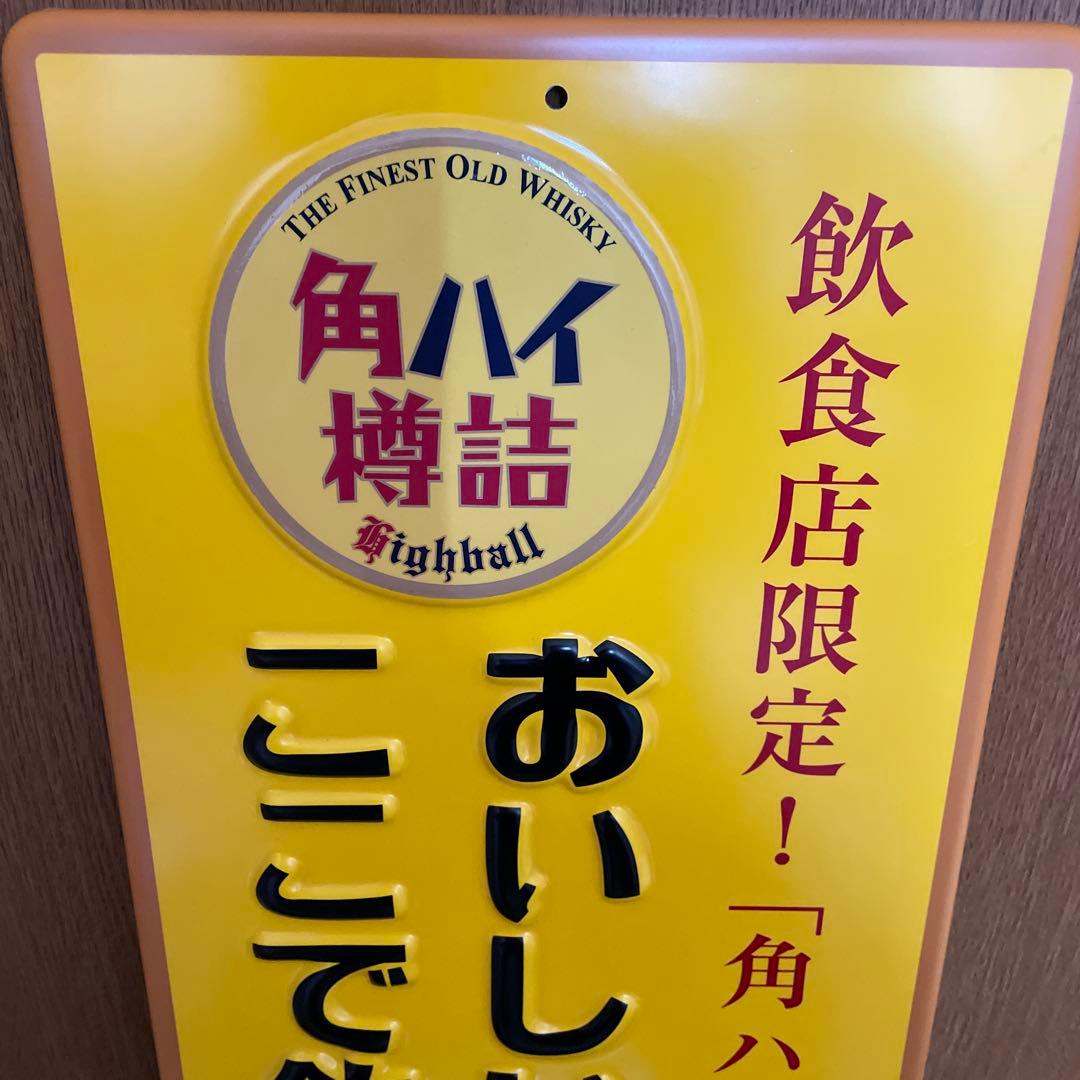 THE FINEST OLD WHISKY
角ハイ
樽詰
Highball
飲食店限定！「角ハ
おいし
ここで